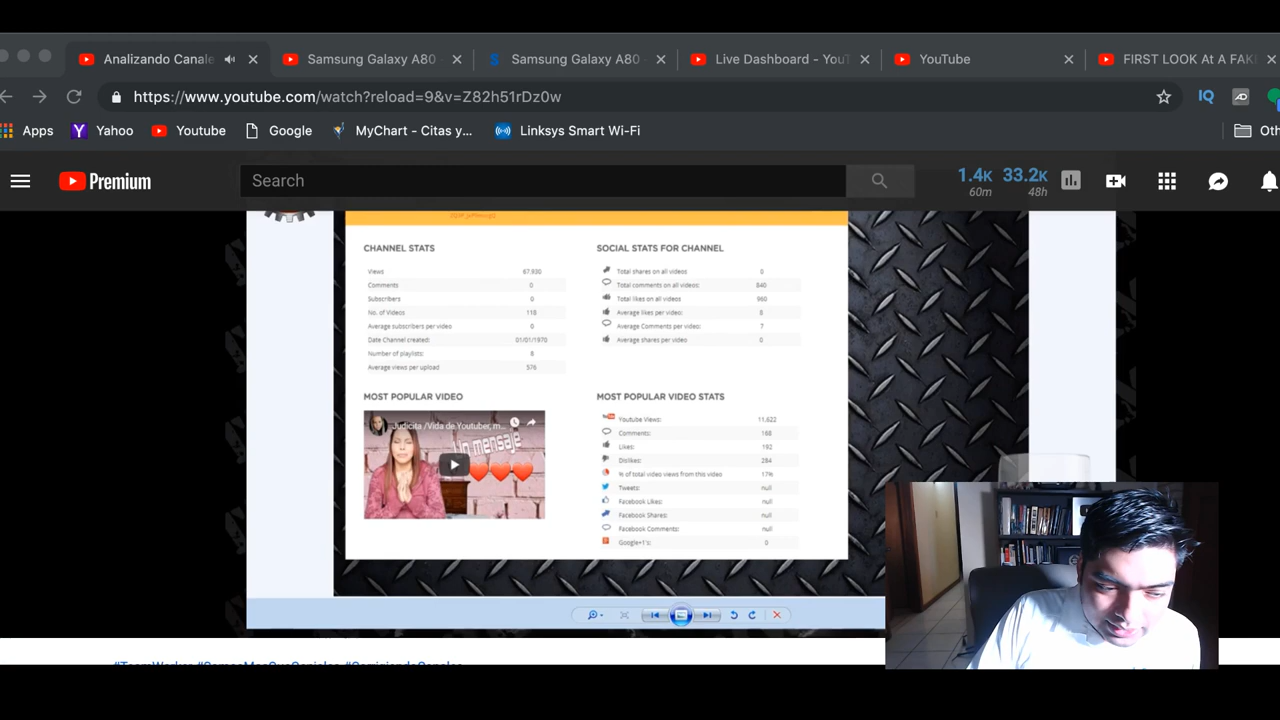 Analizando Canale
Samsung Galaxy A80
Samsung Galaxy A80
Live Dashboard - YouT
YouTube
FIRST LOOK At A FAK
https://www.youtube.com/watch?reload=9&v=Z82h51rDz0w
IQ
Apps
Yahoo
Youtube
Google
MyChart - Citas y...
Linksys Smart Wi-Fi
Oth
Premium
Search
1.4K
60m
33.2K
48h
CHANNEL STATS
Views 67,930
Comments 0
Subscribers 0
No. of Videos 118
Average subscribers per video 0
Date Channel created: 01/01/1970
Number of playlists: 8
Average views per upload 576
SOCIAL STATS FOR CHANNEL
Total shares on all videos 0
Total comments on all videos 840
Total likes on all videos 960
Average likes per video: 8
Average Comments per video: 7
Average shares per video 0
MOST POPULAR VIDEO
Judicita /Vida de Youtuber, m...
Un mensaje
MOST POPULAR VIDEO STATS
Youtube Views: 11,622
Comments: 168
Likes: 192
Dislikes: 284
% of total video views from this video 17%
Tweets: null
Facebook Likes: null
Facebook Shares: null
Facebook Comments: null
Google+1's: 0